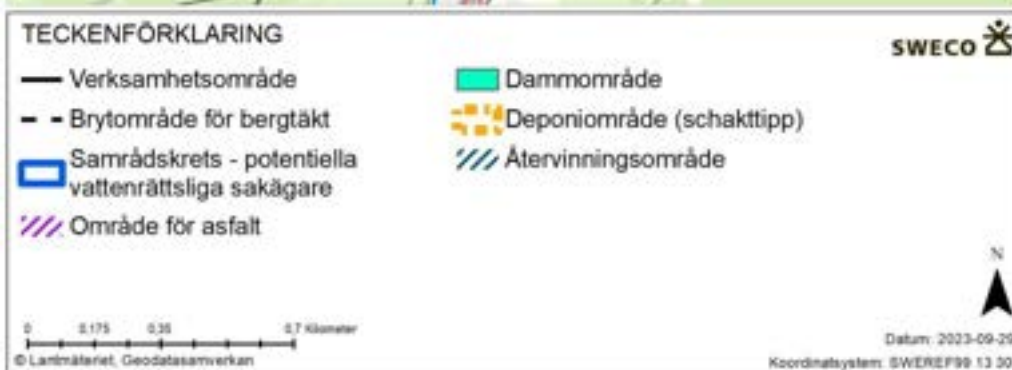 TECKENFÖRKLARING
SWECO
Verksamhetsområde
Brytområde för bergtäkt
Samrådskrets - potentiella
vattenrättsliga sakägare
Område för asfalt
Dammområde
Deponiområde (schakttipp)
Återvinningsområde
N
0 0,175 0,35 0,7 Kilometer
© Lantmäteriet, Geodatasamverkan
Datum: 2023-09-29
Koordinatsystem: SWEREF99 13 30